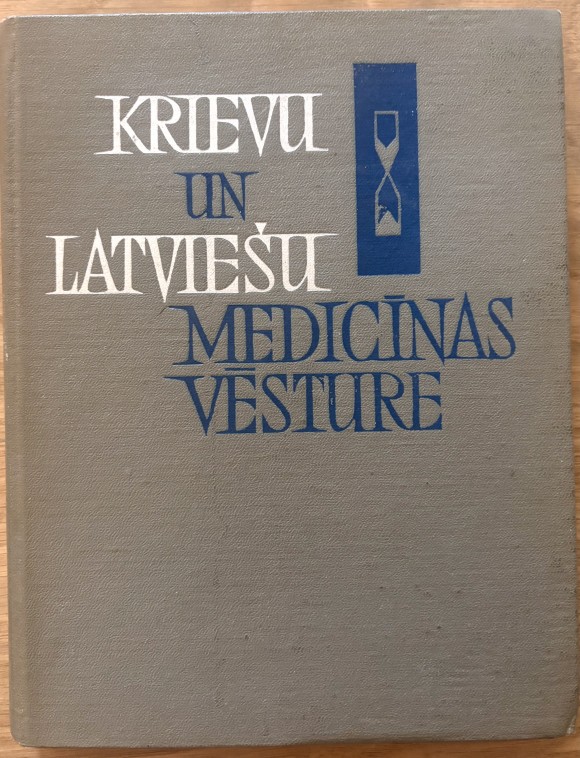 KRIEVU
UN
LATVIEŠU
MEDICĪNAS
VĒSTURE